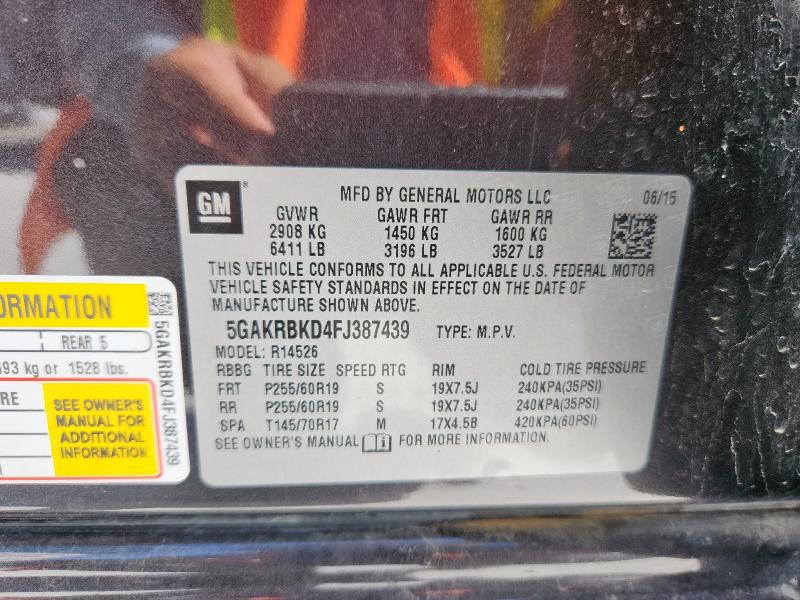 GM
®
MFD BY GENERAL MOTORS LLC
06/15
GVWR GAWR FRT GAWR RR
2908 KG 1450 KG 1600 KG
6411 LB 3196 LB 3527 LB
THIS VEHICLE CONFORMS TO ALL APPLICABLE U.S. FEDERAL MOTOR
VEHICLE SAFETY STANDARDS IN EFFECT ON THE DATE OF
MANUFACTURE SHOWN ABOVE.
5GAKRBKD4FJ387439 TYPE: M.P.V.
MODEL: R14526
RBBG TIRE SIZE SPEED RTG RIM COLD TIRE PRESSURE
FRT P255/60R19 S 19X7.5J 240KPA(35PSI)
RR P255/60R19 S 19X7.5J 240KPA(35PSI)
SPA T145/70R17 M 17X4.5B 420KPA(60PSI)
SEE OWNER'S MANUAL FOR MORE INFORMATION.
ORMATION
REAR 5
693 kg or 1528 lbs.
RE
SEE OWNER'S
MANUAL FOR
ADDITIONAL
INFORMATION
5GAKRBKD4FJ387439